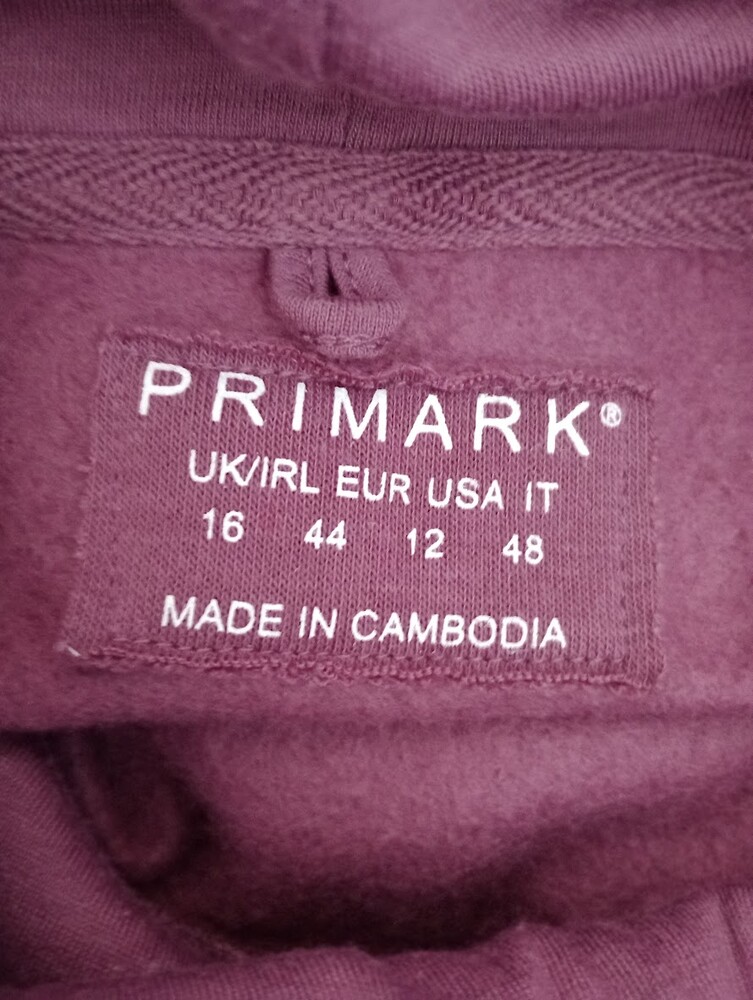 PRIMARK®
UK/IRL EUR USA IT
16 44 12 48
MADE IN CAMBODIA